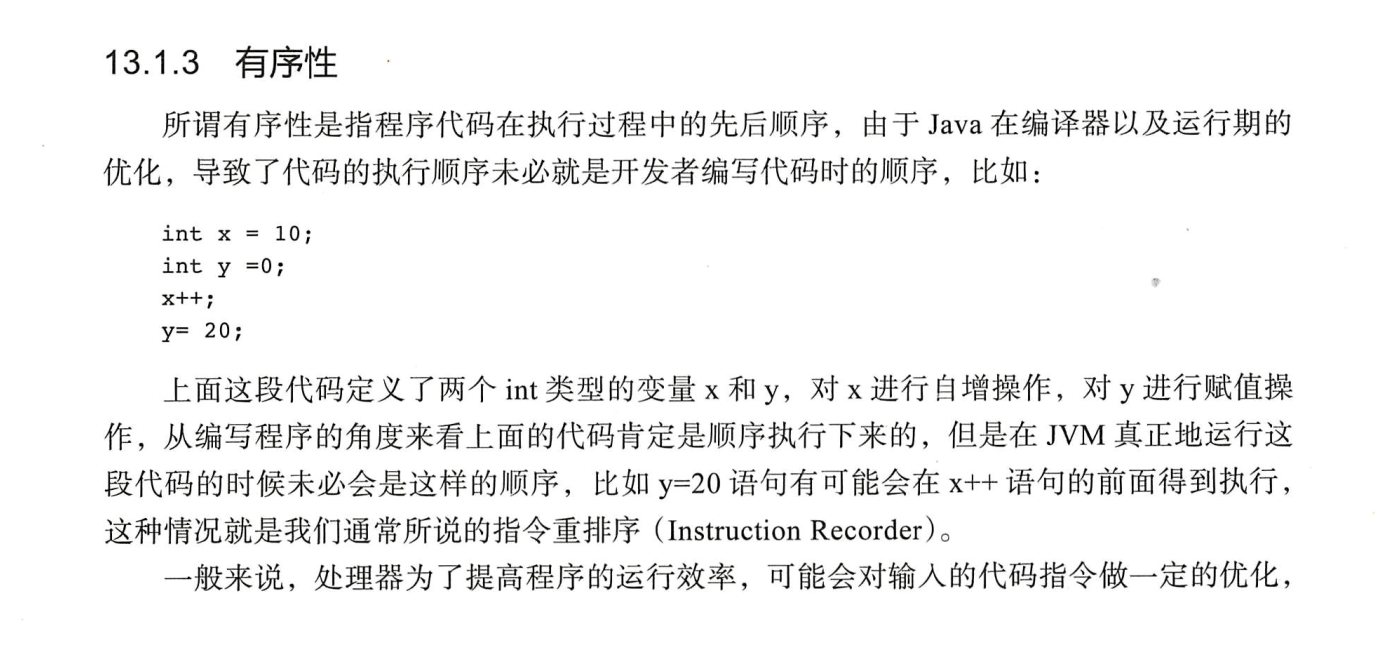 13.1.3 有序性
所谓有序性是指程序代码在执行过程中的先后顺序，由于 Java 在编译器以及运行期的
优化，导致了代码的执行顺序未必就是开发者编写代码时的顺序，比如：
int x = 10;
int y =0;
x++;
y= 20;
上面这段代码定义了两个 int 类型的变量 x 和 y，对 x 进行自增操作，对 y 进行赋值操
作，从编写程序的角度来看上面的代码肯定是顺序执行下来的，但是在 JVM 真正地运行这
段代码的时候未必会是这样的顺序，比如 y=20 语句有可能会在 x++ 语句的前面得到执行，
这种情况就是我们通常所说的指令重排序（Instruction Recorder）。
一般来说，处理器为了提高程序的运行效率，可能会对输入的代码指令做一定的优化，